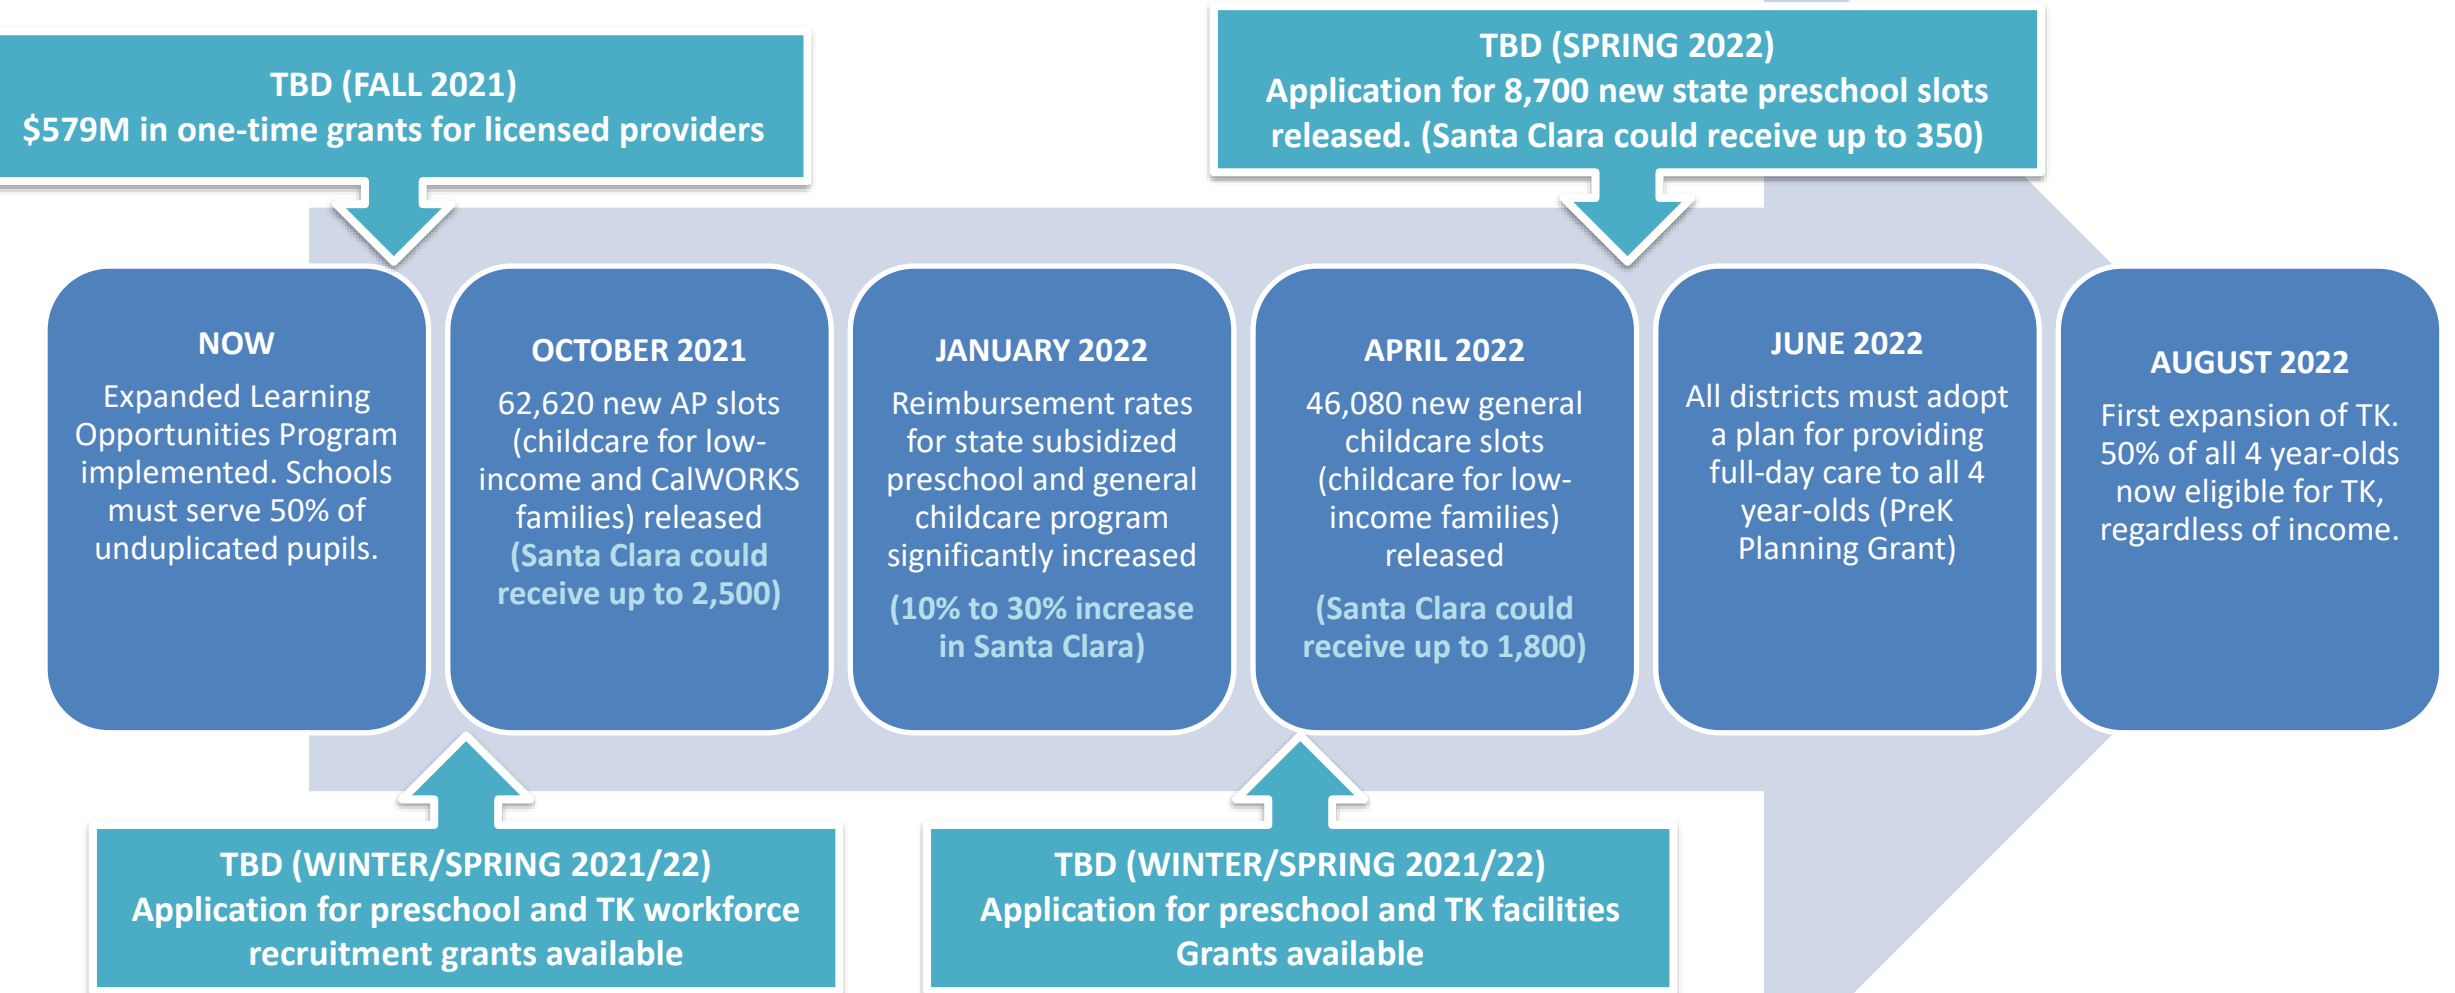 TBD (FALL 2021)
$579M in one-time grants for licensed providers
TBD (SPRING 2022)
Application for 8,700 new state preschool slots
released. (Santa Clara could receive up to 350)
NOW
Expanded Learning
Opportunities Program
implemented. Schools
must serve 50% of
unduplicated pupils.
OCTOBER 2021
62,620 new AP slots
(childcare for low-
income and CalWORKS
families) released
(Santa Clara could
receive up to 2,500)
JANUARY 2022
Reimbursement rates
for state subsidized
preschool and general
childcare program
significantly increased
(10% to 30% increase
in Santa Clara)
APRIL 2022
46,080 new general
childcare slots
(childcare for low-
income families)
released
(Santa Clara could
receive up to 1,800)
JUNE 2022
All districts must adopt
a plan for providing
full-day care to all 4
year-olds (PreK
Planning Grant)
AUGUST 2022
First expansion of TK.
50% of all 4 year-olds
now eligible for TK,
regardless of income.
TBD (WINTER/SPRING 2021/22)
Application for preschool and TK workforce
recruitment grants available
TBD (WINTER/SPRING 2021/22)
Application for preschool and TK facilities
Grants available